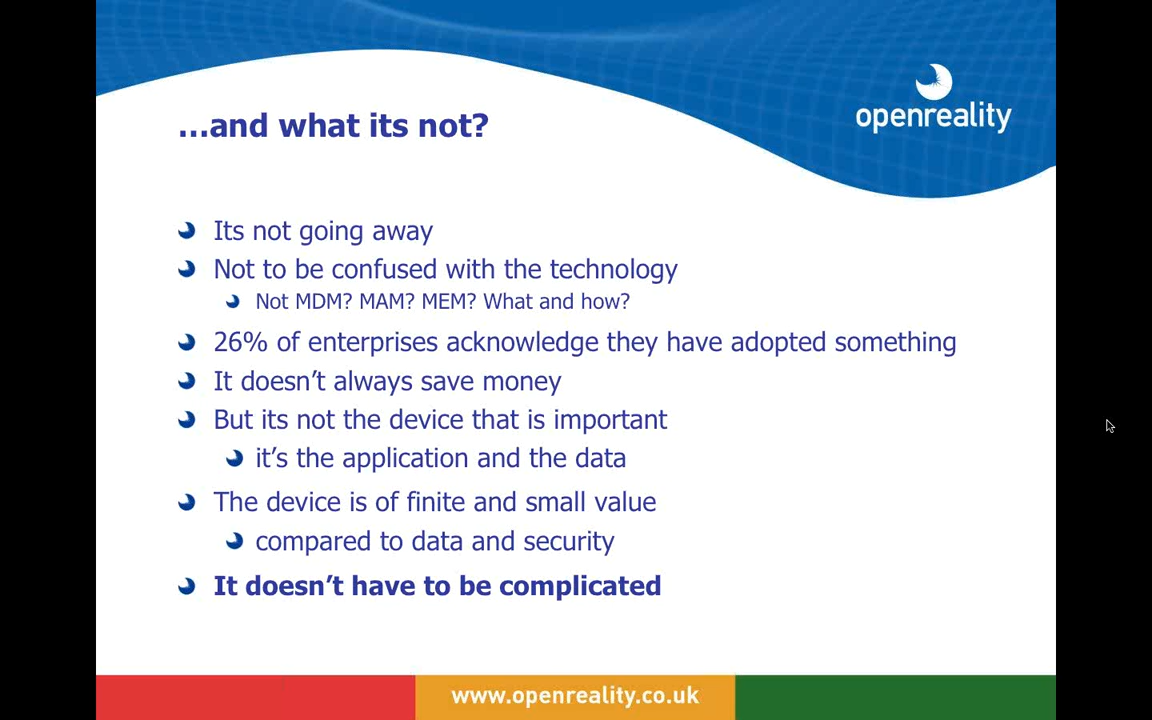 openreality
...and what its not?
Its not going away
Not to be confused with the technology
Not MDM? MAM? MEM? What and how?
26% of enterprises acknowledge they have adopted something
It doesn't always save money
But its not the device that is important
it's the application and the data
The device is of finite and small value
compared to data and security
It doesn't have to be complicated
www.openreality.co.uk